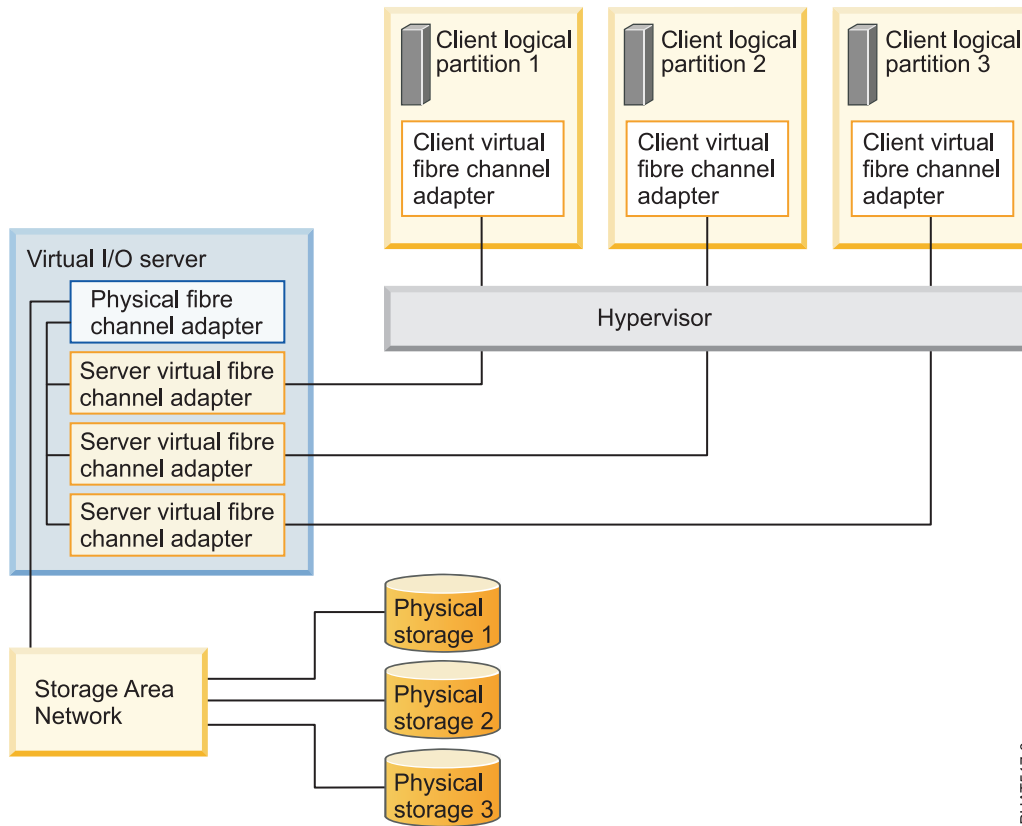 Client logical
partition 1
Client virtual
fibre channel
adapter
Client logical
partition 2
Client virtual
fibre channel
adapter
Client logical
partition 3
Client virtual
fibre channel
adapter
Hypervisor
Virtual I/O server
Physical fibre
channel adapter
Server virtual fibre
channel adapter
Server virtual fibre
channel adapter
Server virtual fibre
channel adapter
Storage Area
Network
Physical
storage 1
Physical
storage 2
Physical
storage 3